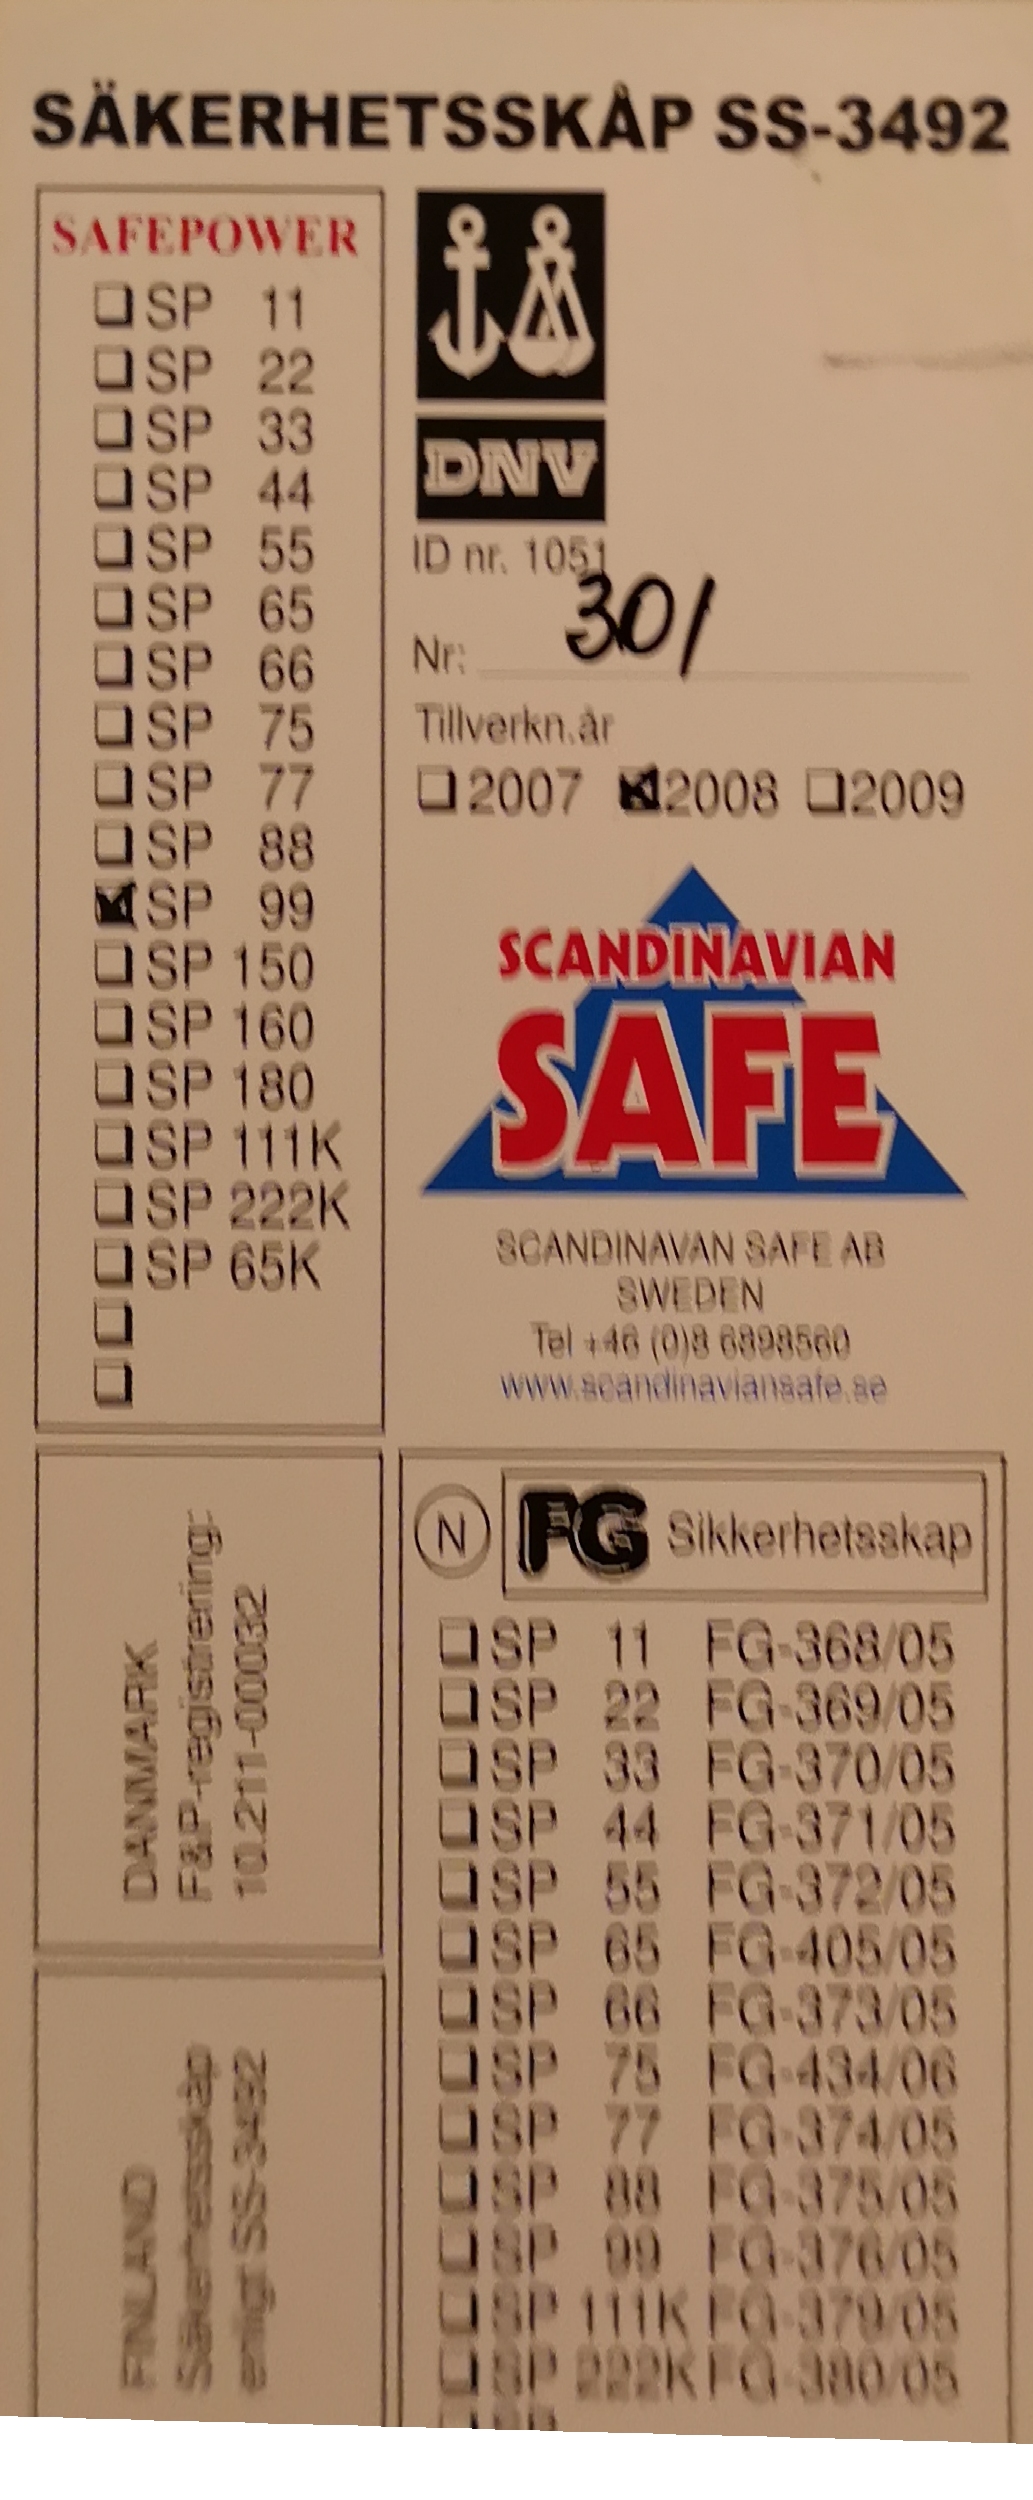 SÄKERHETSSKÅP SS-3492
SAFEPOWER
SP 11
SP 22
SP 33
SP 44
SP 55
SP 65
SP 66
SP 75
SP 77
SP 88
SP 99
SP 150
SP 160
SP 180
SP 111K
SP 222K
SP 65K
DNV
ID nr. 1051
Nr: 301
Tillverkn.år
2007 2008 2009
SCANDINAVIAN
SAFE
SCANDINAVAN SAFE AB
SWEDEN
Tel +46 (0)8 6898560
www.scandinaviansafe.se
DANMARK
F&P-registrering:
10.211-00032
FINLAND
Säkerhetsskåp
enligt SS-3492
N FG Sikkerhetsskap
SP 11 FG-368/05
SP 22 FG-369/05
SP 33 FG-370/05
SP 44 FG-371/05
SP 55 FG-372/05
SP 65 FG-405/05
SP 66 FG-373/05
SP 75 FG-434/06
SP 77 FG-374/05
SP 88 FG-375/05
SP 99 FG-376/05
SP 111K FG-379/05
SP 222K FG-380/05